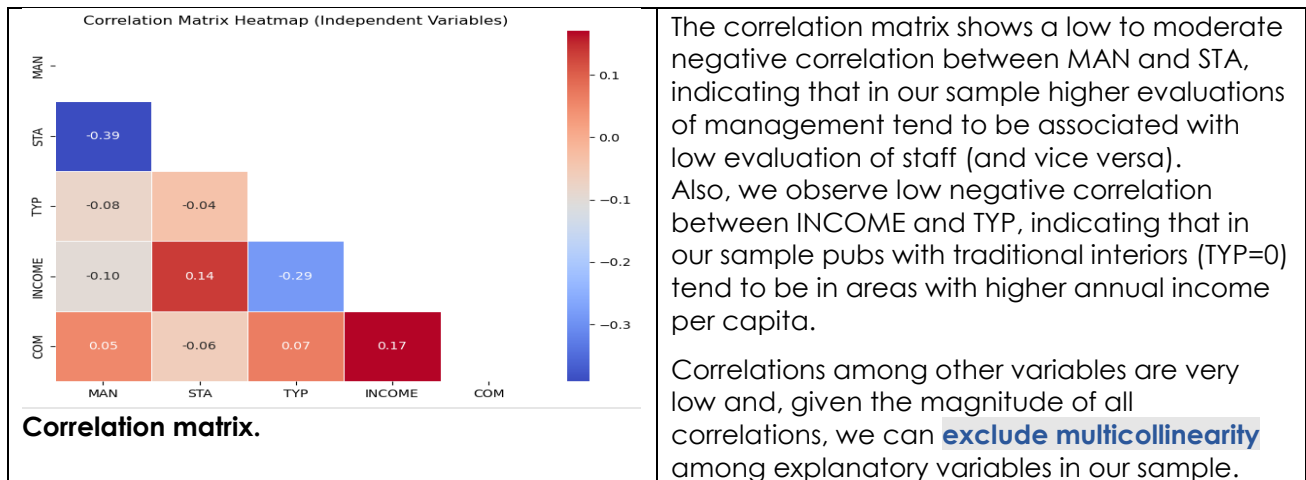 Correlation Matrix Heatmap (Independent Variables)
MAN
STA
-0.39
TYP
-0.08 -0.04
INCOME
-0.10 0.14 -0.29
COM
0.05 -0.06 0.07 0.17
MAN STA TYP INCOME COM
0.1
0.0
−0.1
−0.2
−0.3
Correlation matrix.
The correlation matrix shows a low to moderate
negative correlation between MAN and STA,
indicating that in our sample higher evaluations
of management tend to be associated with
low evaluation of staff (and vice versa).
Also, we observe low negative correlation
between INCOME and TYP, indicating that in
our sample pubs with traditional interiors (TYP=0)
tend to be in areas with higher annual income
per capita.
Correlations among other variables are very
low and, given the magnitude of all
correlations, we can exclude multicollinearity
among explanatory variables in our sample.